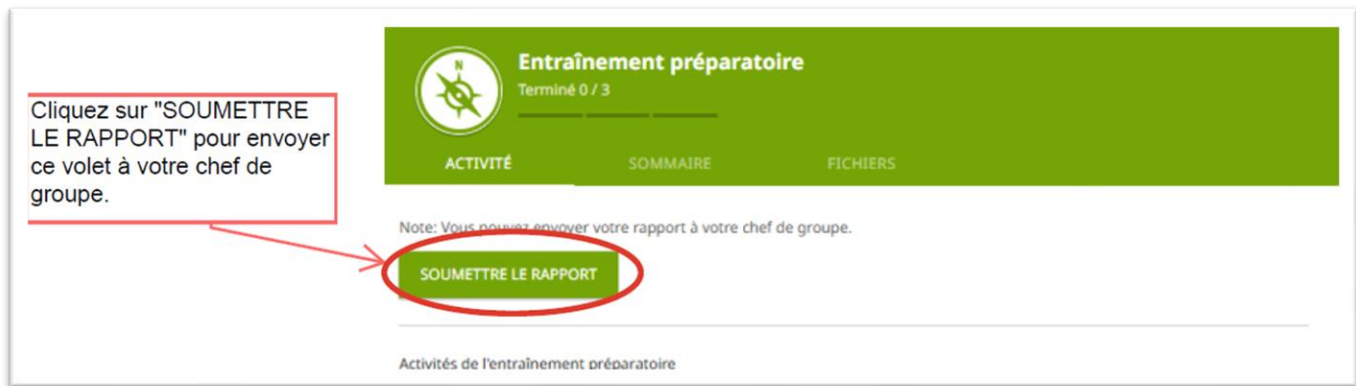 Cliquez sur "SOUMETTRE
LE RAPPORT" pour envoyer
ce volet à votre chef de
groupe.
N
Entraînement préparatoire
Terminé 0 / 3
ACTIVITÉ SOMMAIRE FICHIERS
Note: Vous pouvez envoyer votre rapport à votre chef de groupe.
SOUMETTRE LE RAPPORT
Activités de l'entraînement préparatoire